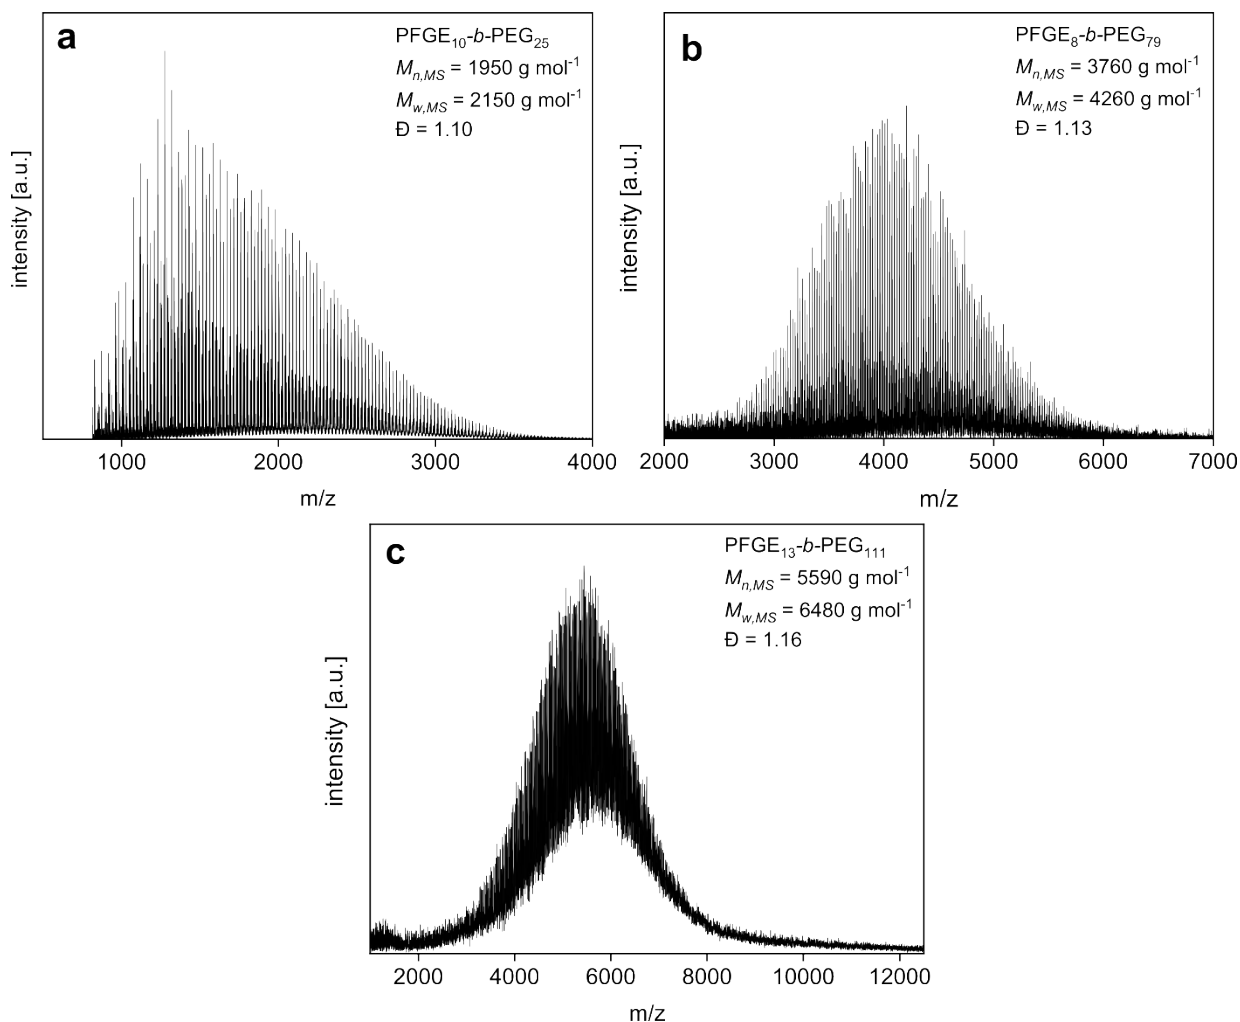 a
PFGE₁₀-b-PEG₂₅
Mn,MS = 1950 g mol⁻¹
Mw,MS = 2150 g mol⁻¹
Đ = 1.10
intensity [a.u.]
1000 2000 3000 4000
m/z
b
PFGE₈-b-PEG₇₉
Mn,MS = 3760 g mol⁻¹
Mw,MS = 4260 g mol⁻¹
Đ = 1.13
intensity [a.u.]
2000 3000 4000 5000 6000 7000
m/z
c
PFGE₁₃-b-PEG₁₁₁
Mn,MS = 5590 g mol⁻¹
Mw,MS = 6480 g mol⁻¹
Đ = 1.16
intensity [a.u.]
2000 4000 6000 8000 10000 12000
m/z